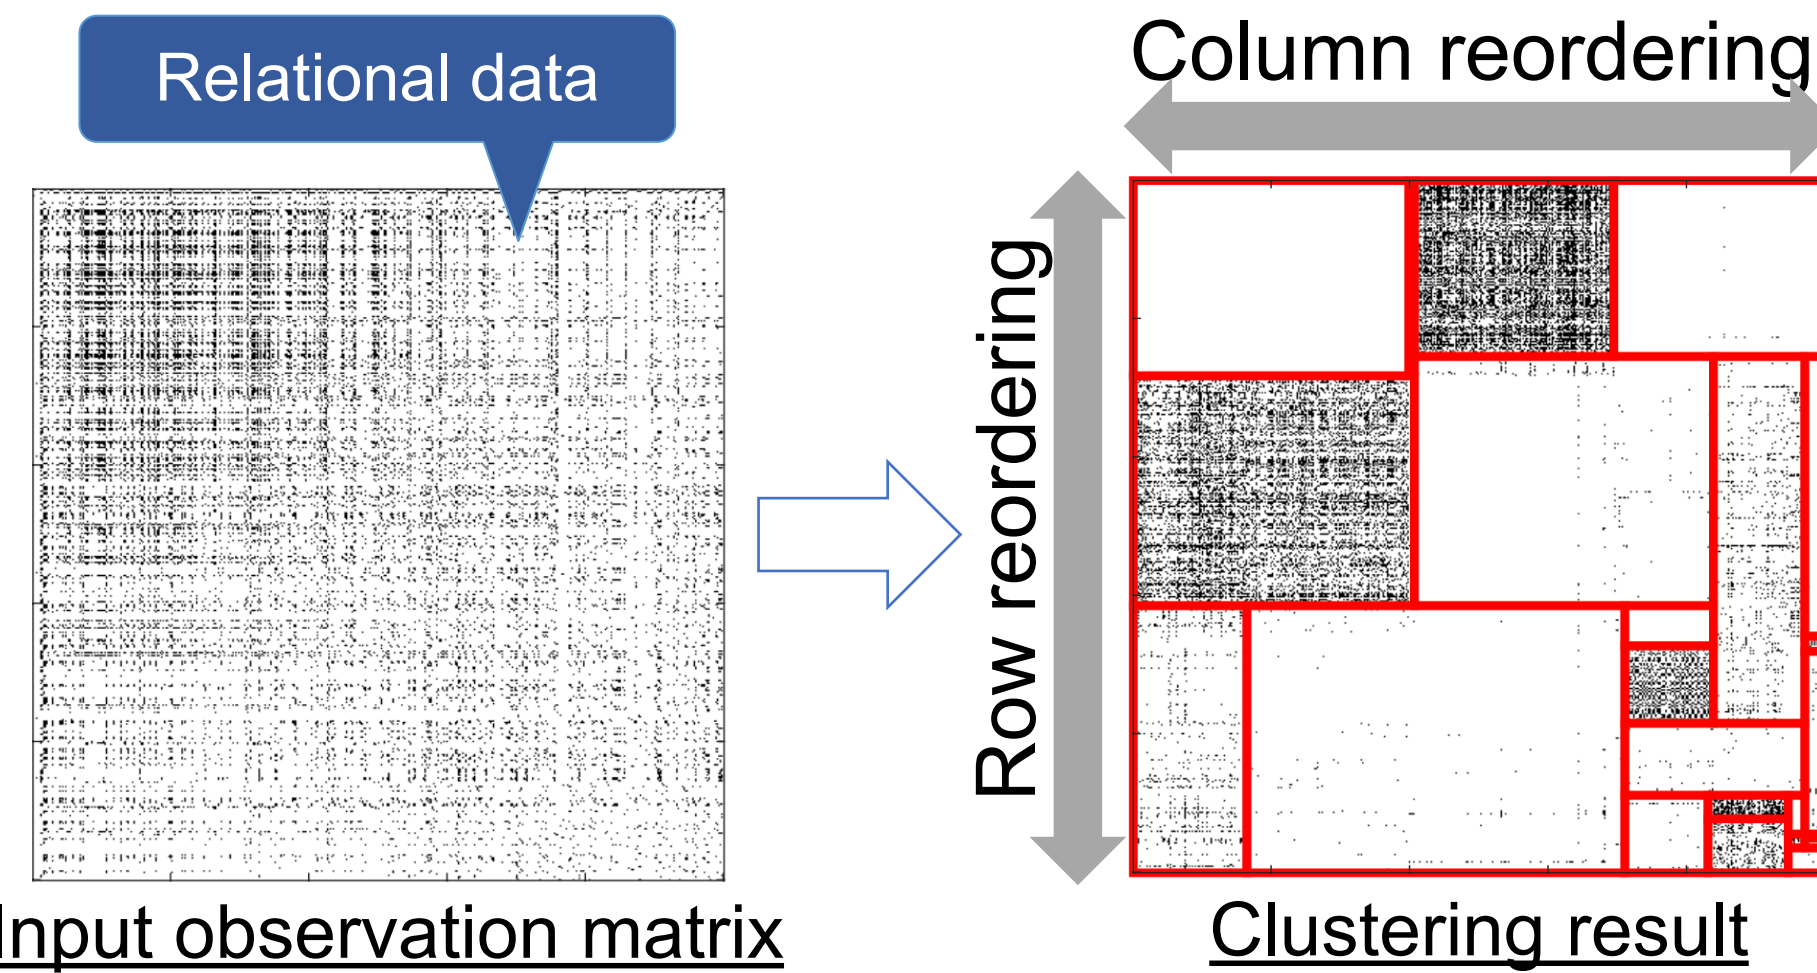 Relational data
Column reordering
Row reordering
Input observation matrix
Clustering result